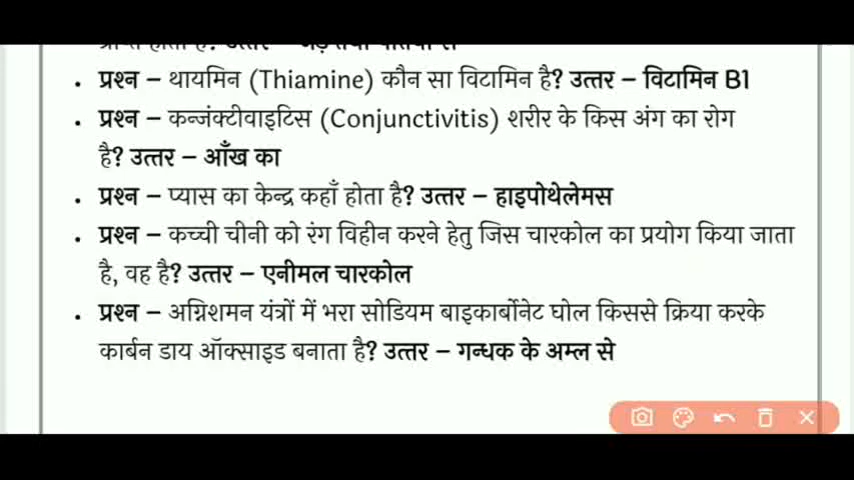 • प्रश्न – थायमिन (Thiamine) कौन सा विटामिन है? उत्तर – विटामिन B1
• प्रश्न – कन्जंक्टीवाइटिस (Conjunctivitis) शरीर के किस अंग का रोग
है? उत्तर – आँख का
• प्रश्न – प्यास का केन्द्र कहाँ होता है? उत्तर – हाइपोथेलेमस
• प्रश्न – कच्ची चीनी को रंग विहीन करने हेतु जिस चारकोल का प्रयोग किया जाता
है, वह है? उत्तर – एनीमल चारकोल
• प्रश्न – अग्निशमन यंत्रों में भरा सोडियम बाइकार्बोनेट घोल किससे क्रिया करके
कार्बन डाय ऑक्साइड बनाता है? उत्तर – गन्धक के अम्ल से